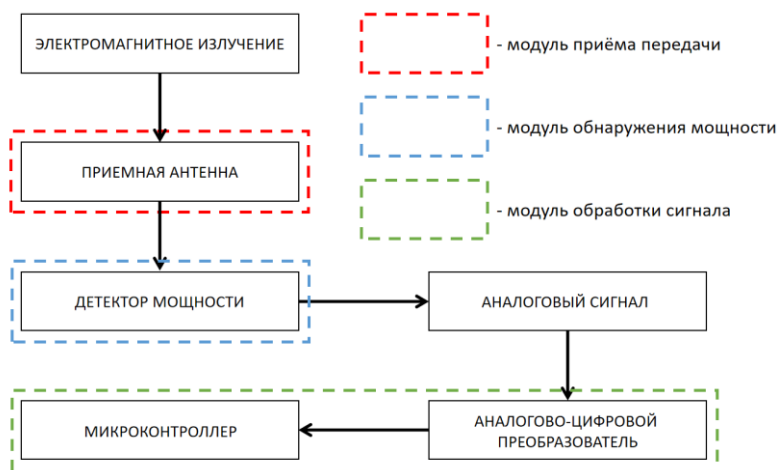 ЭЛЕКТРОМАГНИТНОЕ ИЗЛУЧЕНИЕ
- модуль приёма передачи
- модуль обнаружения мощности
ПРИЕМНАЯ АНТЕННА
- модуль обработки сигнала
ДЕТЕКТОР МОЩНОСТИ
АНАЛОГОВЫЙ СИГНАЛ
МИКРОКОНТРОЛЛЕР
АНАЛОГОВО-ЦИФРОВОЙ
ПРЕОБРАЗОВАТЕЛЬ